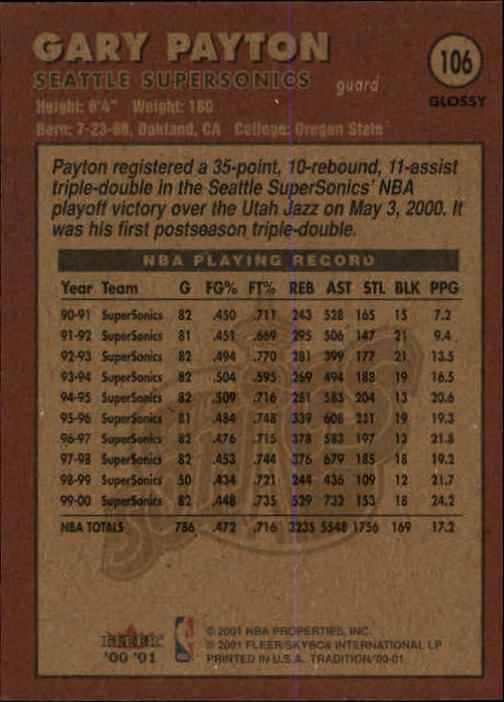 GARY PAYTON
106
SEATTLE SUPERSONICS guard
GLOSSY
Height: 6'4" Weight: 180
Born: 7-23-68, Oakland, CA College: Oregon State
Payton registered a 35-point, 10-rebound, 11-assist
triple-double in the Seattle SuperSonics' NBA
playoff victory over the Utah Jazz on May 3, 2000. It
was his first postseason triple-double.
NBA PLAYING RECORD
Year Team G FG% FT% REB AST STL BLK PPG
90-91 SuperSonics 82 .450 .711 243 528 165 15 7.2
91-92 SuperSonics 81 .451 .669 295 506 147 21 9.4
92-93 SuperSonics 82 .494 .770 281 399 177 21 13.5
93-94 SuperSonics 82 .504 .595 269 494 188 19 16.5
94-95 SuperSonics 82 .509 .716 281 583 204 13 20.6
95-96 SuperSonics 81 .484 .748 339 608 231 19 19.3
96-97 SuperSonics 82 .476 .715 378 583 197 13 21.8
97-98 SuperSonics 82 .453 .744 376 679 185 18 19.2
98-99 SuperSonics 50 .434 .721 244 436 109 12 21.7
99-00 SuperSonics 82 .448 .735 529 732 153 18 24.2
NBA TOTALS 786 .472 .716 3235 5548 1756 169 17.2
FLEER
'00 '01
© 2001 NBA PROPERTIES, INC.
© 2001 FLEER/SKYBOX INTERNATIONAL LP
PRINTED IN U.S.A. TRADITION/'00-01